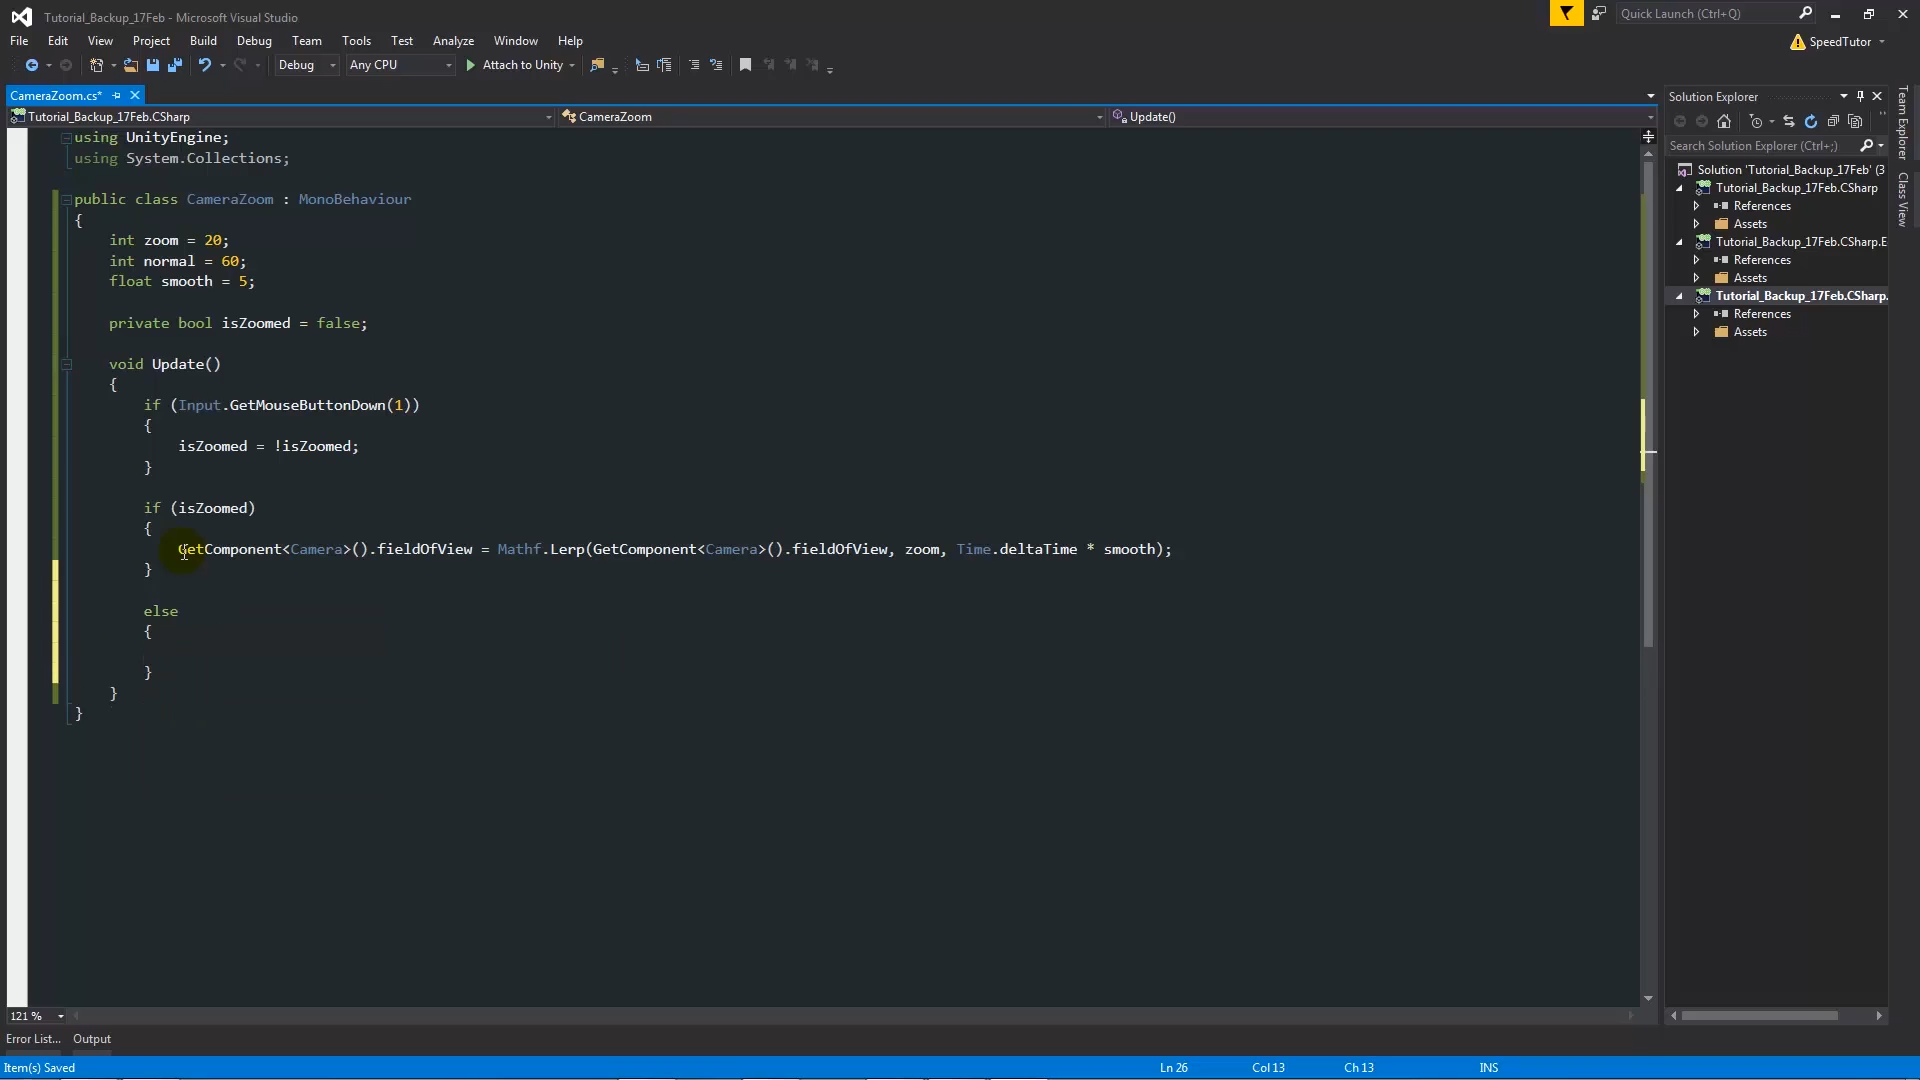 Tutorial_Backup_17Feb - Microsoft Visual Studio
Quick Launch (Ctrl+Q)
File Edit View Project Build Debug Team Tools Test Analyze Window Help
SpeedTutor
Debug Any CPU Attach to Unity
CameraZoom.cs*
Tutorial_Backup_17Feb.CSharp CameraZoom Update()
using UnityEngine;
using System.Collections;
public class CameraZoom : MonoBehaviour
{
int zoom = 20;
int normal = 60;
float smooth = 5;
private bool isZoomed = false;
void Update()
{
if (Input.GetMouseButtonDown(1))
{
isZoomed = !isZoomed;
}
if (isZoomed)
{
GetComponent<Camera>().fieldOfView = Mathf.Lerp(GetComponent<Camera>().fieldOfView, zoom, Time.deltaTime * smooth);
}
else
{
}
}
}
Solution Explorer
Search Solution Explorer (Ctrl+;)
Solution 'Tutorial_Backup_17Feb' (3
Tutorial_Backup_17Feb.CSharp
References
Assets
Tutorial_Backup_17Feb.CSharp.E
References
Assets
Tutorial_Backup_17Feb.CSharp.
References
Assets
Team Explorer
Class View
121 %
Error List... Output
Item(s) Saved Ln 26 Col 13 Ch 13 INS